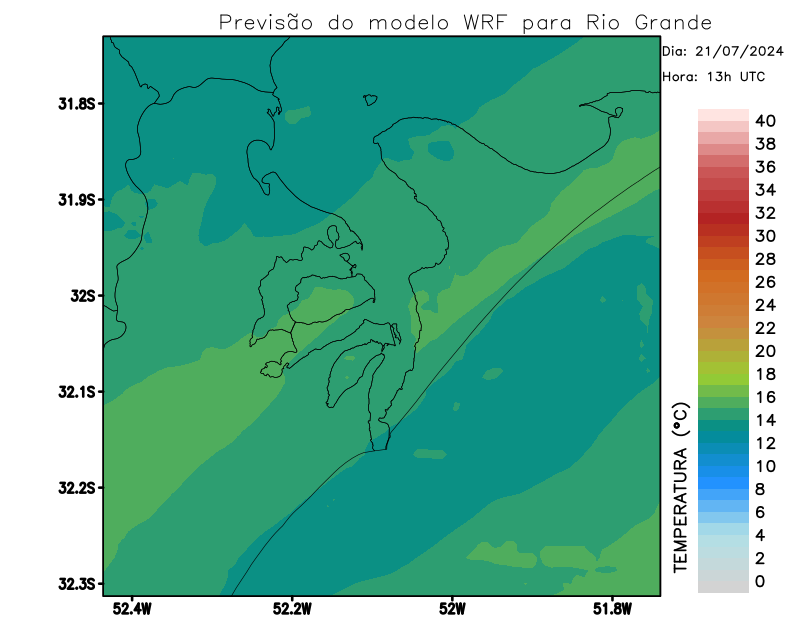 Previsão do modelo WRF para Rio Grande
Dia: 21/07/2024
Hora: 13h UTC
31.8S
31.9S
32S
32.1S
32.2S
32.3S
52.4W
52.2W
52W
51.8W
TEMPERATURA (°C)
40
38
36
34
32
30
28
26
24
22
20
18
16
14
12
10
8
6
4
2
0